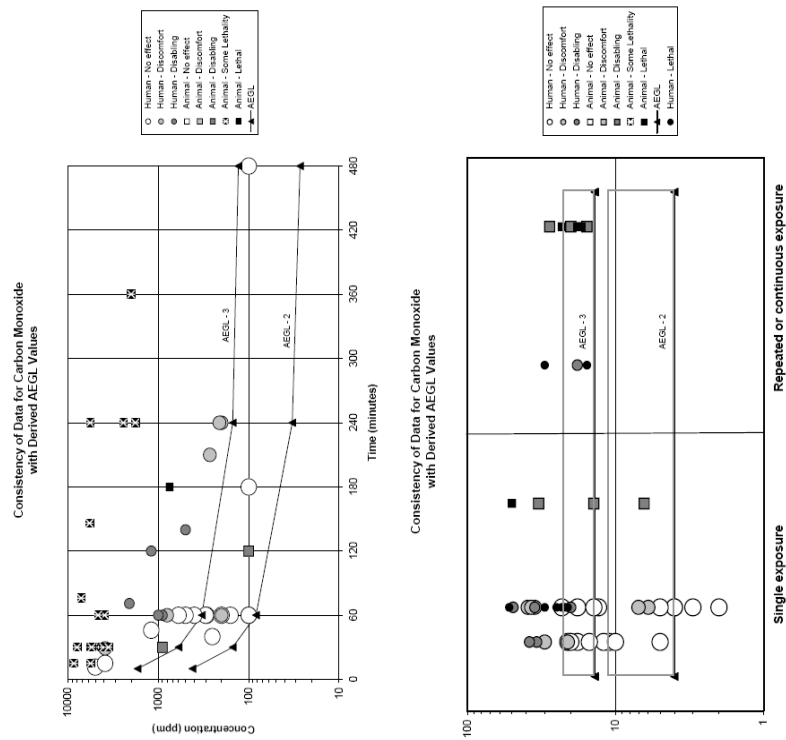 Consistency of Data for Carbon Monoxide
with Derived AEGL Values
Human - No effect
Human - Discomfort
Human - Disabling
Animal - No effect
Animal - Discomfort
Animal - Disabling
Animal - Some Lethality
Animal - Lethal
AEGL
10000
1000
100
10
Concentration (ppm)
AEGL - 3
AEGL - 2
0
60
120
180
240
300
360
420
480
Time (minutes)
Consistency of Data for Carbon Monoxide
with Derived AEGL Values
Human - No effect
Human - Discomfort
Human - Disabling
Animal - No effect
Animal - Discomfort
Animal - Disabling
Animal - Some Lethality
Animal - Lethal
AEGL
Human - Lethal
100
10
1
AEGL - 3
AEGL - 2
Single exposure
Repeated or continuous exposure